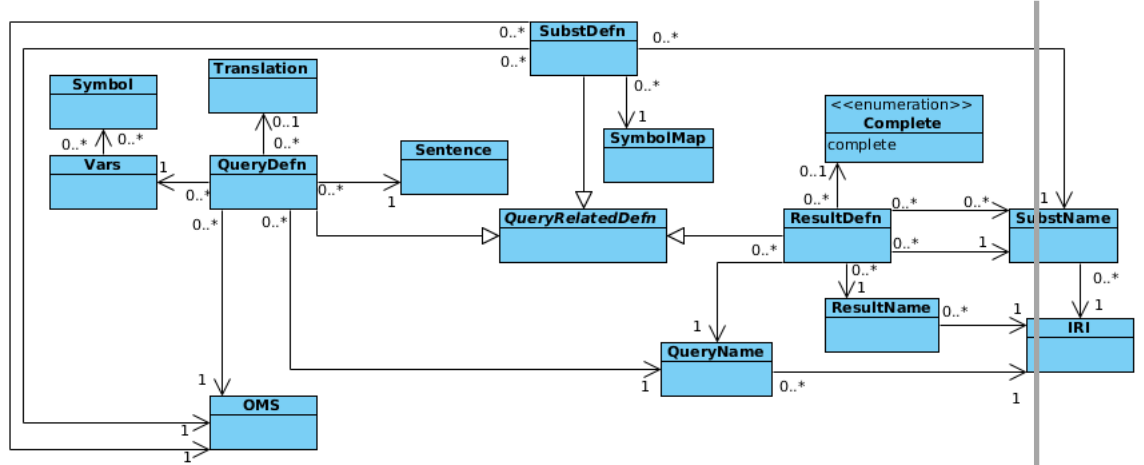 0..*
SubstDefn
0..*
0..*
Translation
Symbol
0..*
<<enumeration>>
Complete
complete
0..1
1
0..*
0..*
0..*
SymbolMap
Sentence
Vars
1
QueryDefn
0..1
0..*
0..*
1
0..*
0..*
1
QueryRelatedDefn
ResultDefn
0..*
0..*
SubstName
0..*
0..*
0..*
0..*
1
0..*
0..*
1
ResultName
0..*
1
1
IRI
1
QueryName
1
0..*
1
1
OMS
1
1